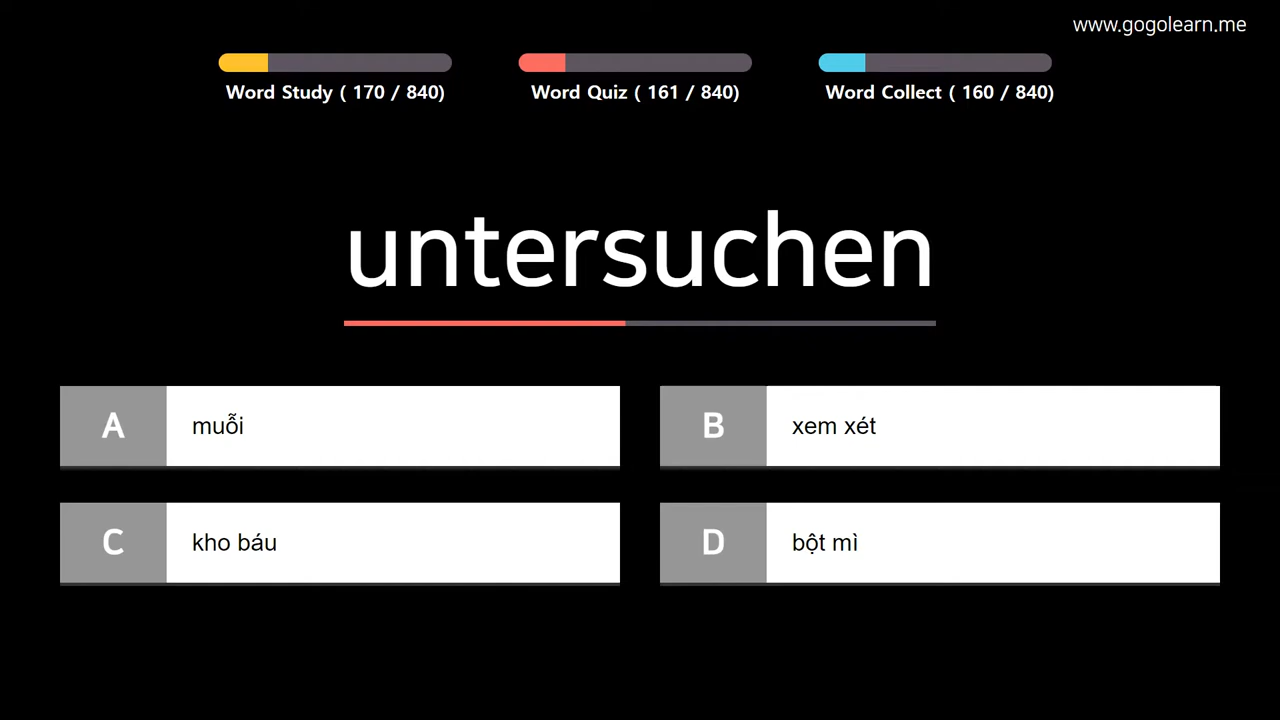 www.gogolearn.me
Word Study ( 170 / 840)
Word Quiz ( 161 / 840)
Word Collect ( 160 / 840)
untersuchen
A muỗi
B xem xét
C kho báu
D bột mì